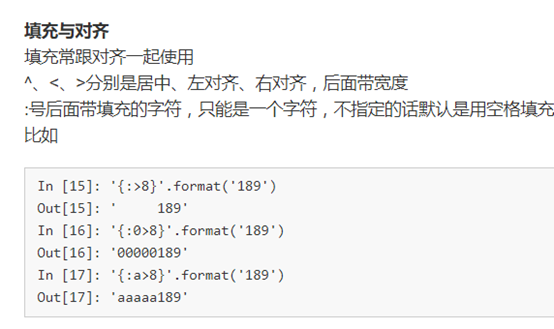 填充与对齐
填充常跟对齐一起使用
^、<、>分别是居中、左对齐、右对齐，后面带宽度
:号后面带填充的字符，只能是一个字符，不指定的话默认是用空格填充
比如
In [15]: '{:>8}'.format('189')
Out[15]: '     189'
In [16]: '{:0>8}'.format('189')
Out[16]: '00000189'
In [17]: '{:a>8}'.format('189')
Out[17]: 'aaaaa189'